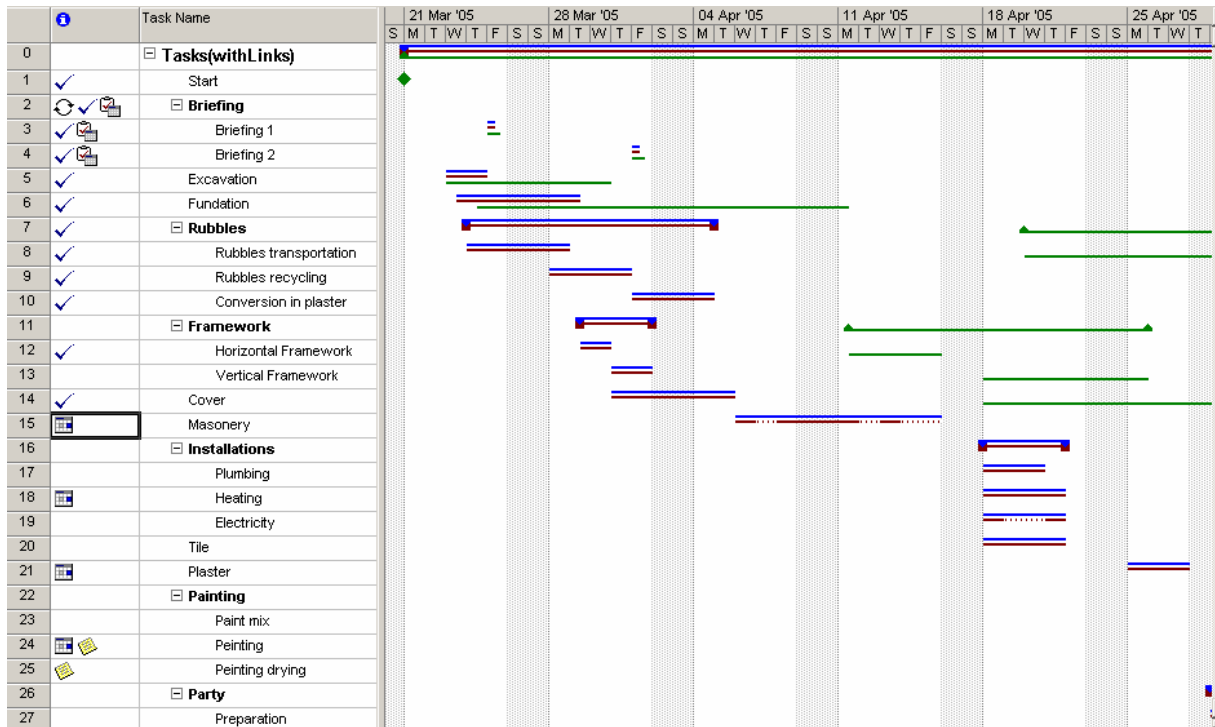 Task Name
21 Mar '05 28 Mar '05 04 Apr '05 11 Apr '05 18 Apr '05 25 Apr '05
S M T W T F S S M T W T F S S M T W T F S S M T W T F S S M T W T F S S M T W T
0 Tasks(withLinks)
1 Start
2 Briefing
3 Briefing 1
4 Briefing 2
5 Excavation
6 Fundation
7 Rubbles
8 Rubbles transportation
9 Rubbles recycling
10 Conversion in plaster
11 Framework
12 Horizontal Framework
13 Vertical Framework
14 Cover
15 Masonery
16 Installations
17 Plumbing
18 Heating
19 Electricity
20 Tile
21 Plaster
22 Painting
23 Paint mix
24 Peinting
25 Peinting drying
26 Party
27 Preparation